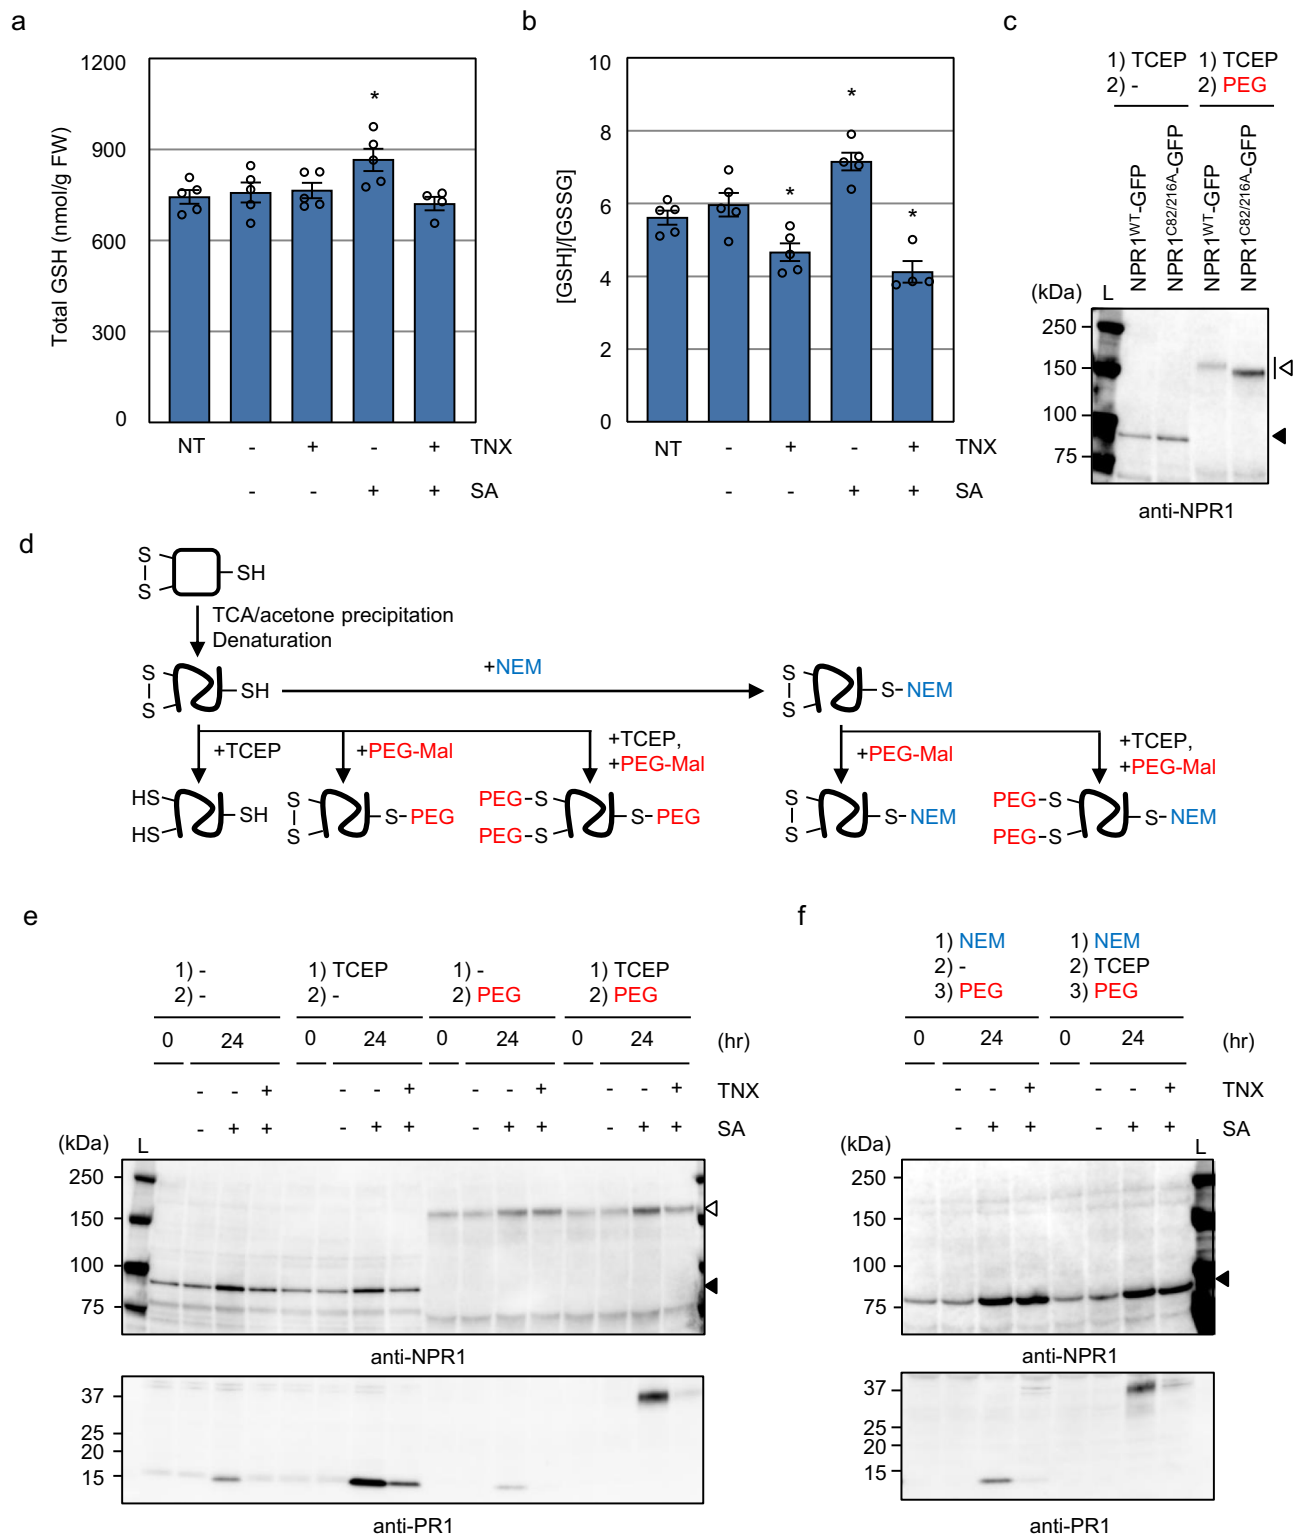 a
1200
900
600
300
0
Total GSH (nmol/g FW)
NT - + - + TNX
- - + + SA
b
10
8
6
4
2
0
[GSH]/[GSSG]
NT - + - + TNX
- - + + SA
c
1) TCEP 1) TCEP
2) - 2) PEG
NPR1WT-GFP
NPR1C82/216A-GFP
NPR1WT-GFP
NPR1C82/216A-GFP
(kDa) L
250
150
100
75
anti-NPR1
d
S
S
SH
TCA/acetone precipitation
Denaturation
S
S
SH
+NEM
S
S
S-NEM
+TCEP
+PEG-Mal
+TCEP,
+PEG-Mal
+PEG-Mal
+TCEP,
+PEG-Mal
HS
HS
SH
S
S
S-PEG
PEG-S
PEG-S
S-PEG
S
S
S-NEM
PEG-S
PEG-S
S-NEM
e
1) - 1) TCEP 1) - 1) TCEP
2) - 2) - 2) PEG 2) PEG
0 24 0 24 0 24 0 24 (hr)
- - + - - + - - + - - + TNX
- + + - + + - + + - + + SA
(kDa) L
250
150
100
75
anti-NPR1
37
25
20
15
anti-PR1
f
1) NEM 1) NEM
2) - 2) TCEP
3) PEG 3) PEG
0 24 0 24 (hr)
- - + - - + TNX
- + + - + + SA
(kDa) L
250
150
100
75
anti-NPR1
37
25
20
15
anti-PR1